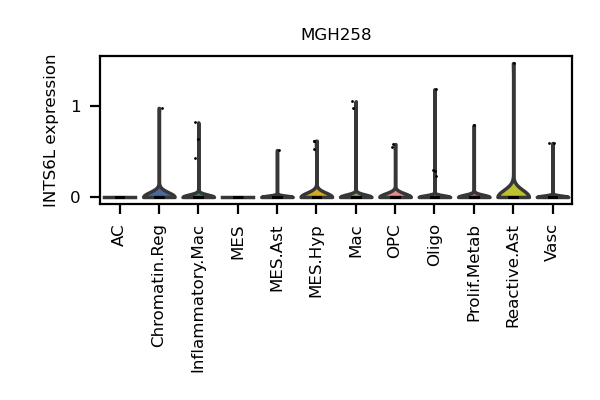 MGH258
INTS6L expression
1
0
AC
Chromatin.Reg
Inflammatory.Mac
MES
MES.Ast
MES.Hyp
Mac
OPC
Oligo
Prolif.Metab
Reactive.Ast
Vasc